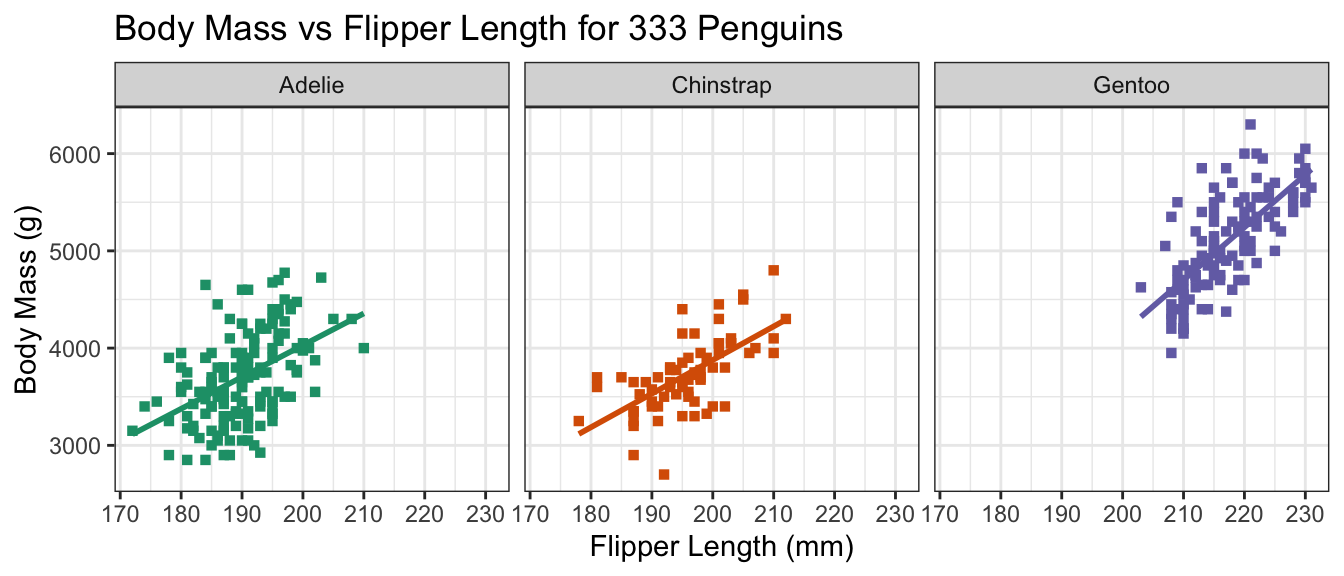 Body Mass vs Flipper Length for 333 Penguins
Adelie Chinstrap Gentoo
6000
5000
4000
3000
170 180 190 200 210 220 230 170 180 190 200 210 220 230 170 180 190 200 210 220 230
Flipper Length (mm)
Body Mass (g)